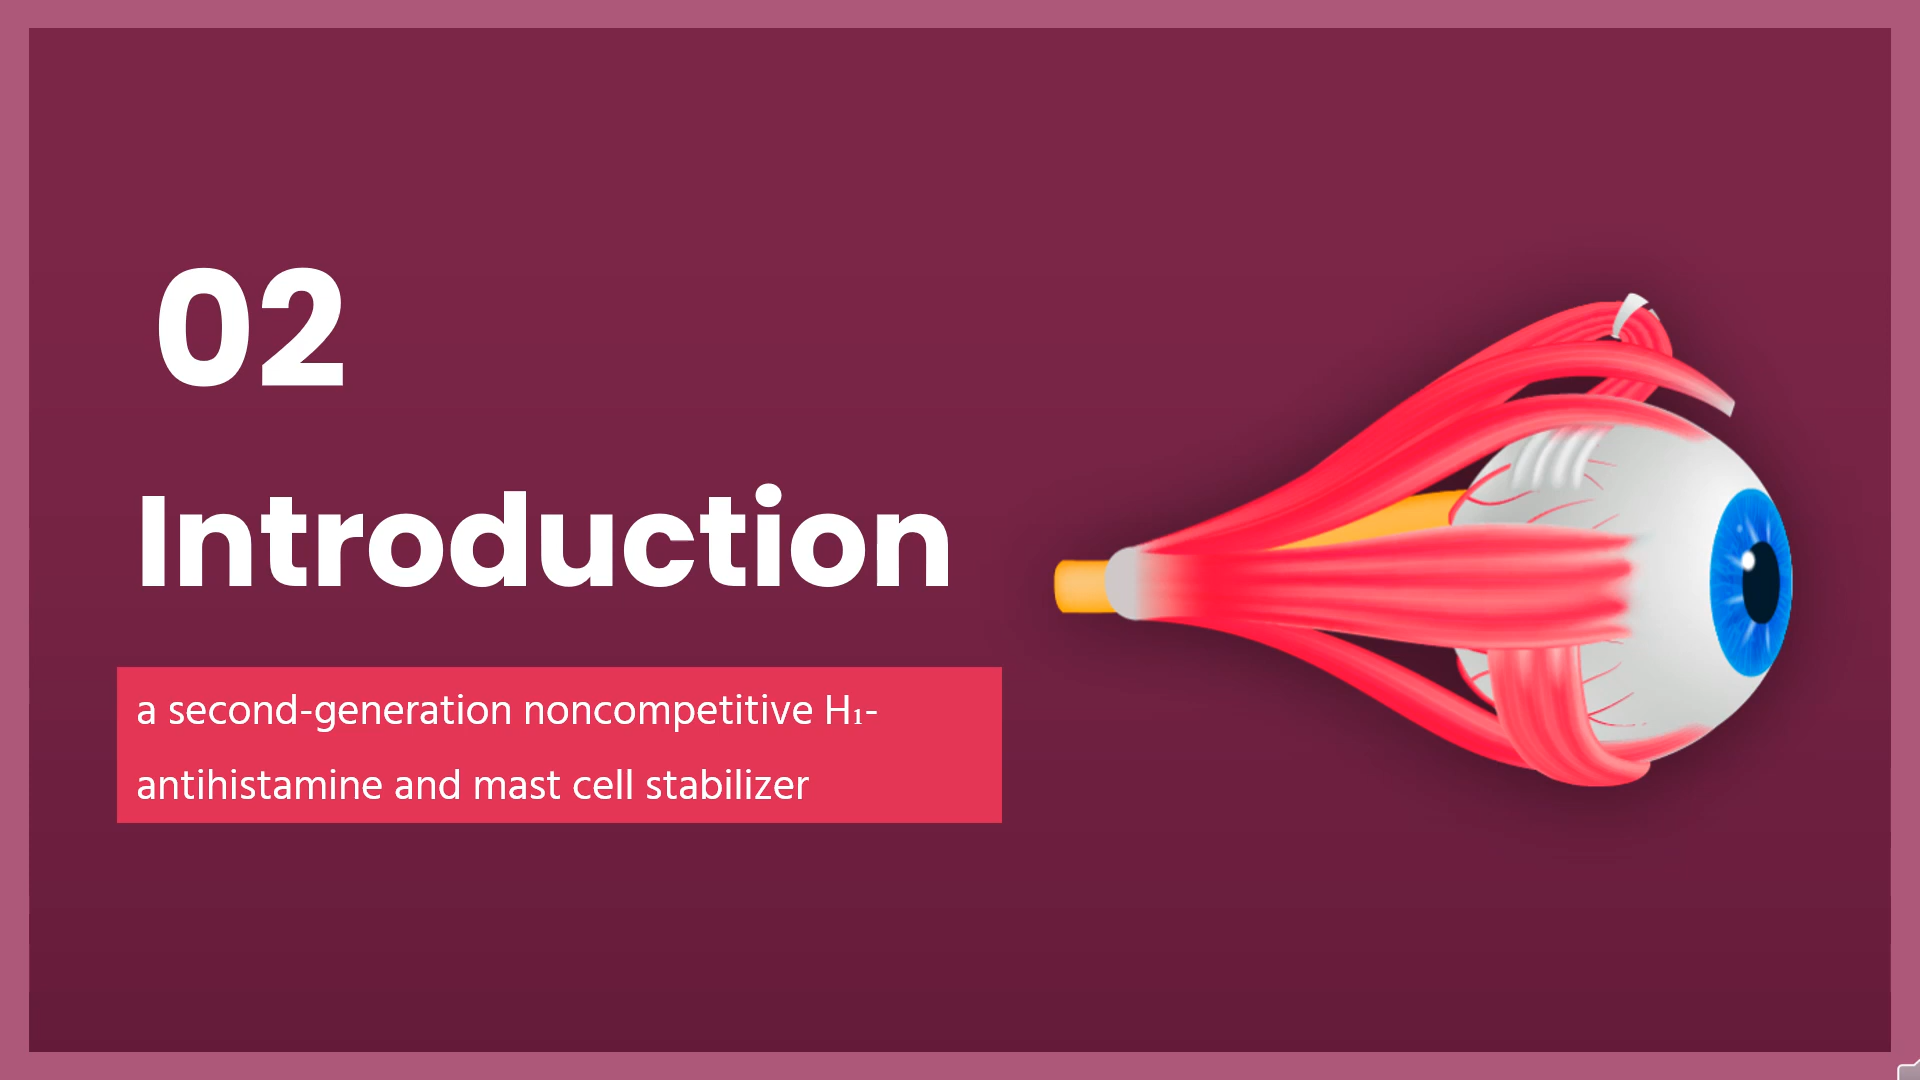 02
Introduction
a second-generation noncompetitive H₁-
antihistamine and mast cell stabilizer